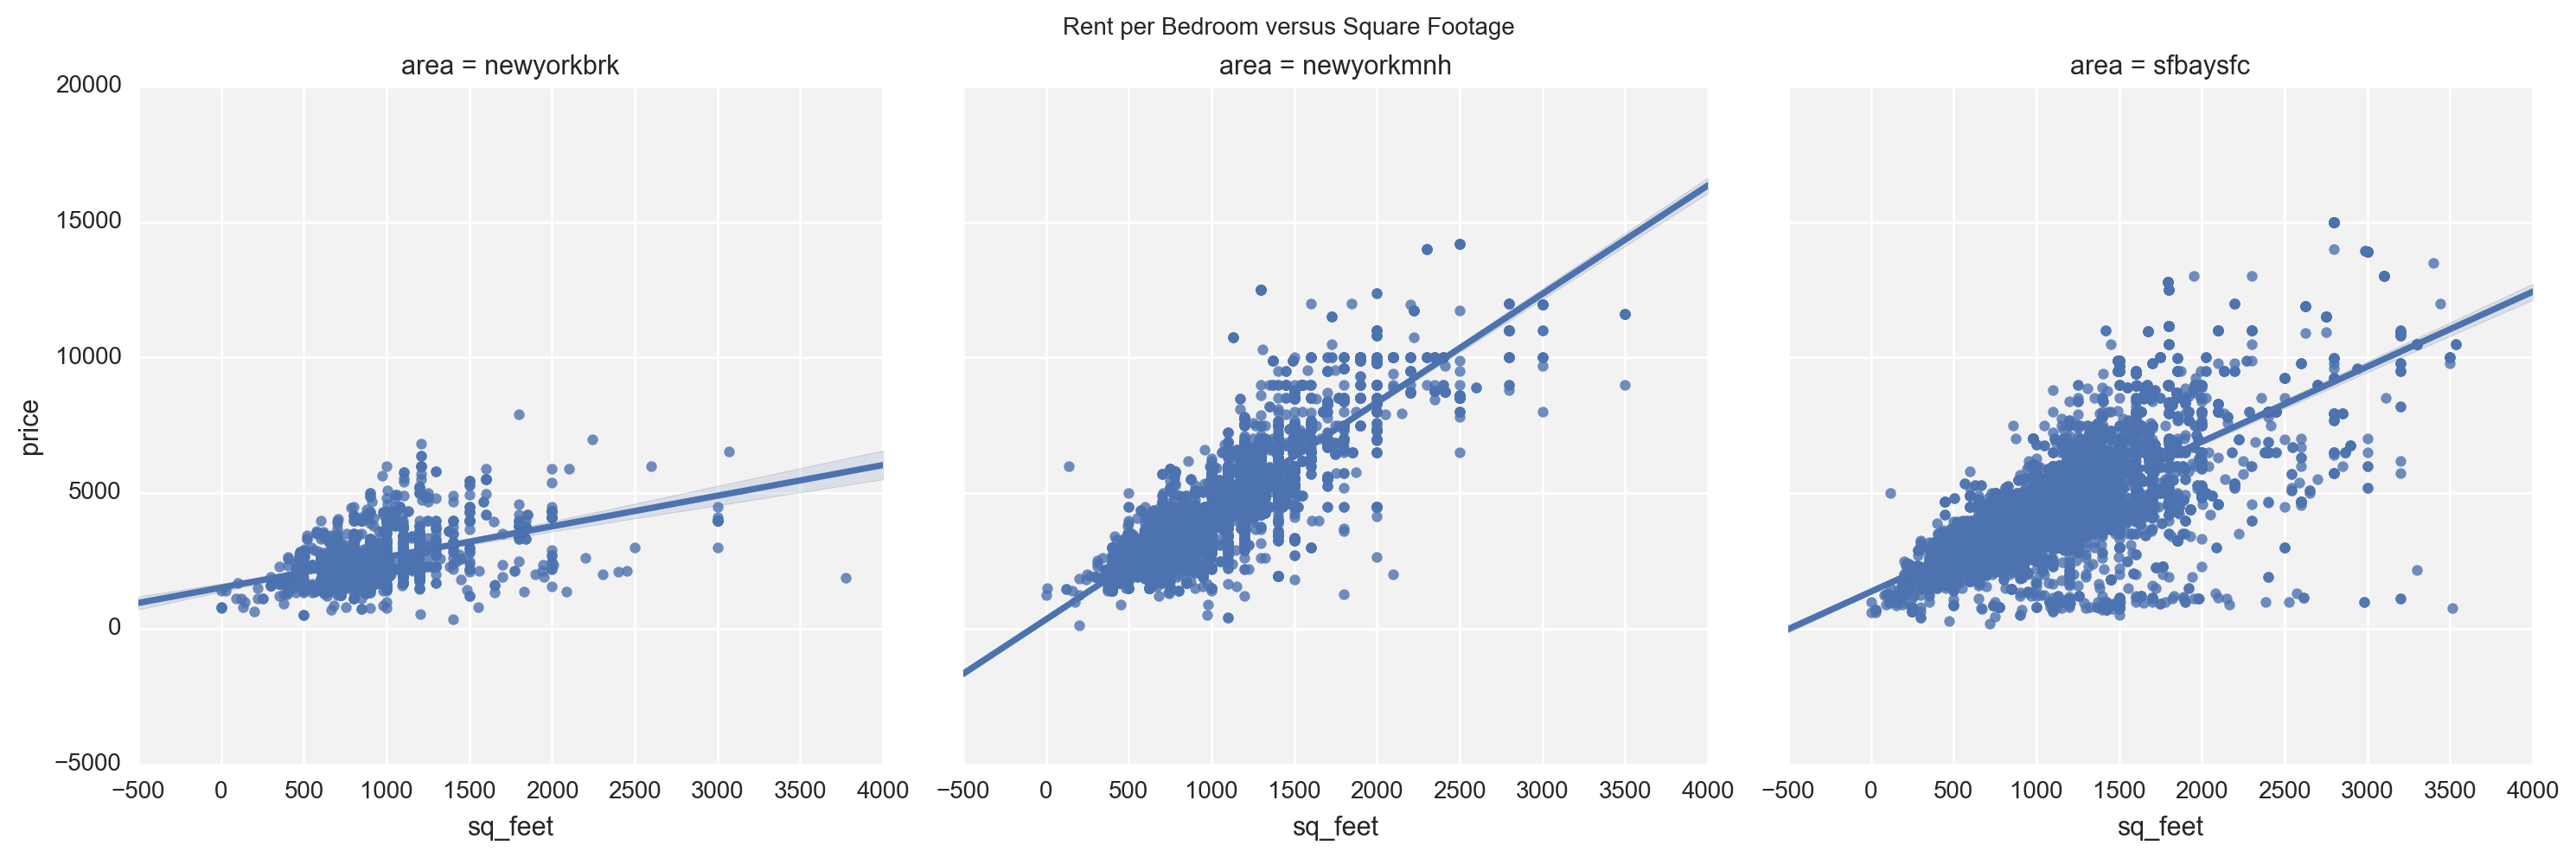 Rent per Bedroom versus Square Footage
area = newyorkbrk
area = newyorkmnh
area = sfbaysfc
20000
15000
10000
5000
0
−5000
price
−500 0 500 1000 1500 2000 2500 3000 3500 4000
−500 0 500 1000 1500 2000 2500 3000 3500 4000
−500 0 500 1000 1500 2000 2500 3000 3500 4000
sq_feet
sq_feet
sq_feet